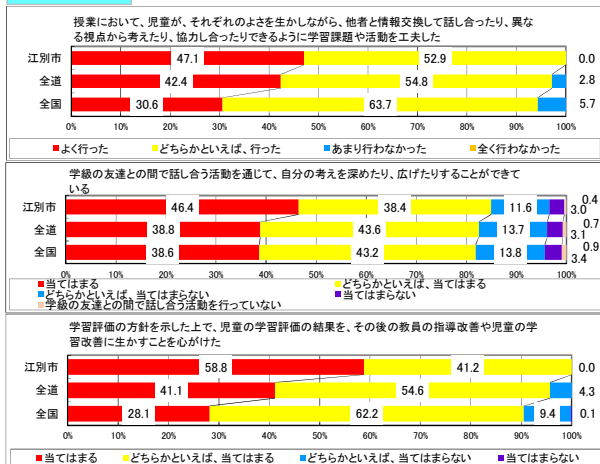 授業において、児童が、それぞれのよさを生かしながら、他者と情報交換して話し合ったり、異な
る視点から考えたり、協力し合ったりできるように学習課題や活動を工夫した
江別市 47.1 52.9 0.0
全道 42.4 54.8 2.8
全国 30.6 63.7 5.7
0% 10% 20% 30% 40% 50% 60% 70% 80% 90% 100%
■よく行った ■どちらかといえば、行った ■あまり行わなかった ■全く行わなかった
学級の友達との間で話し合う活動を通じて、自分の考えを深めたり、広げたりすることができて
いる
江別市 46.4 38.4 11.6 3.0 0.4
全道 38.8 43.6 13.7 3.1 0.7
全国 38.6 43.2 13.8 3.4 0.9
0% 10% 20% 30% 40% 50% 60% 70% 80% 90% 100%
■当てはまる ■どちらかといえば、当てはまる
■どちらかといえば、当てはまらない ■当てはまらない
■学級の友達との間で話し合う活動を行っていない
学習評価の方針を示した上で、児童の学習評価の結果を、その後の教員の指導改善や児童の学
習改善に生かすことを心がけた
江別市 58.8 41.2 0.0
全道 41.1 54.6 4.3
全国 28.1 62.2 9.4 0.1
0% 10% 20% 30% 40% 50% 60% 70% 80% 90% 100%
■当てはまる ■どちらかといえば、当てはまる ■どちらかといえば、当てはまらない ■当てはまらない